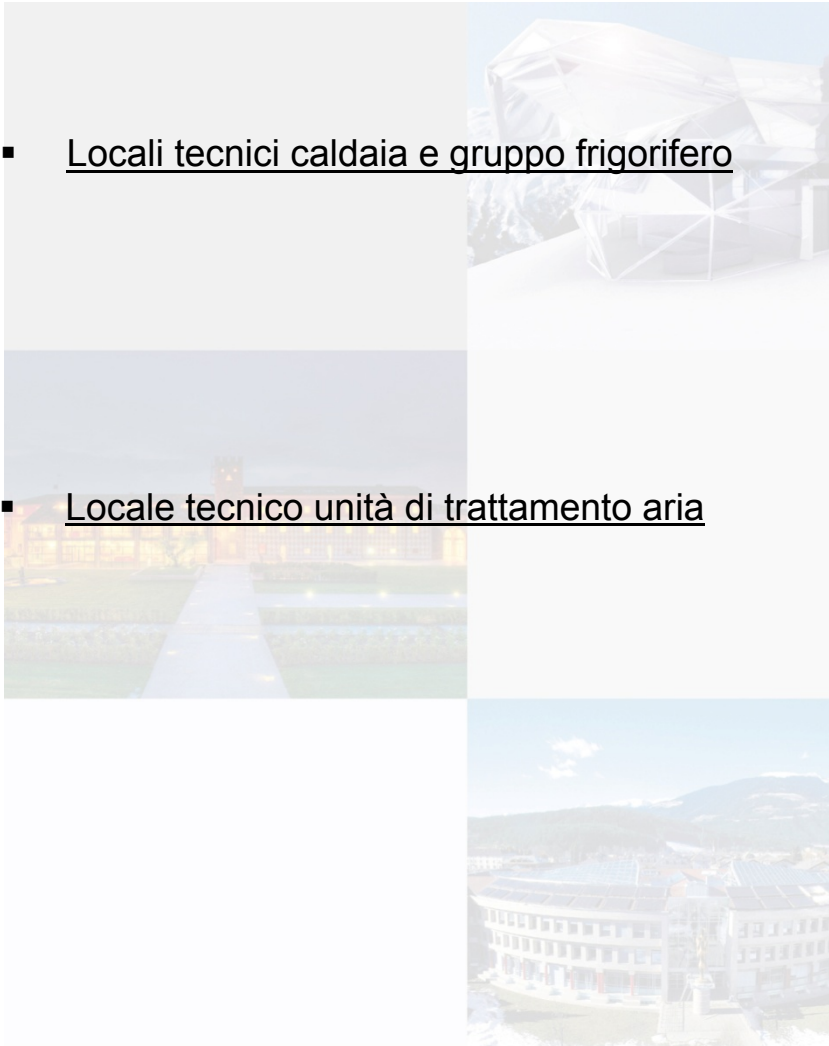 ▪ Locali tecnici caldaia e gruppo frigorifero
▪ Locale tecnico unità di trattamento aria